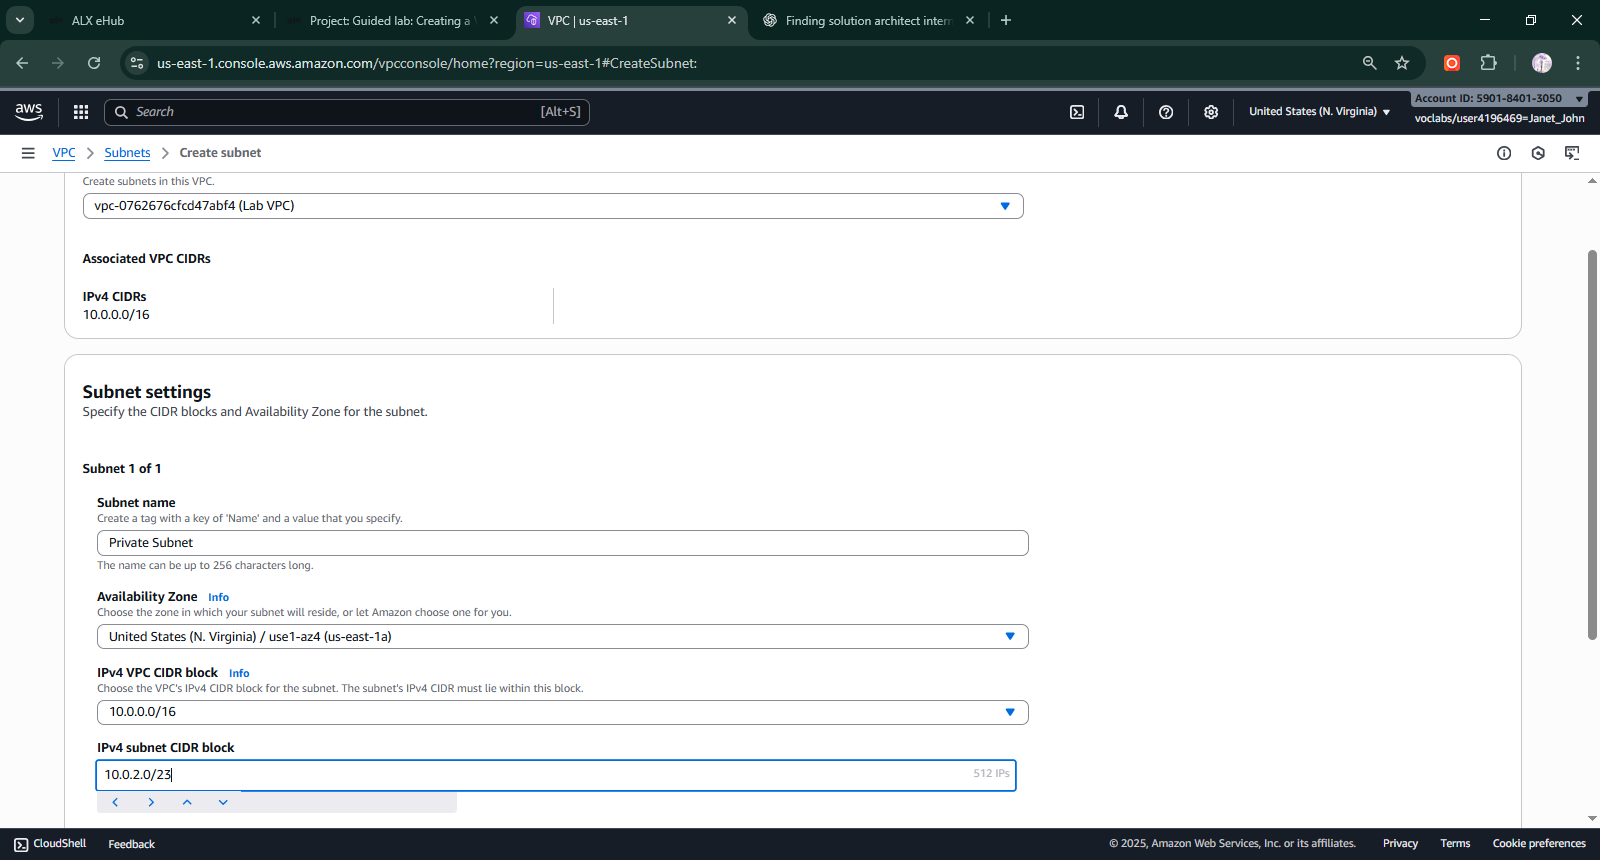 ALX eHub
Project: Guided lab: Creating a
VPC | us-east-1
Finding solution architect intern
us-east-1.console.aws.amazon.com/vpcconsole/home?region=us-east-1#CreateSubnet:
aws
Search
[Alt+S]
United States (N. Virginia)
Account ID: 5901-8401-3050
voclabs/user4196469=Janet_John
VPC
Subnets
Create subnet
Create subnets in this VPC.
vpc-0762676cfcd47abf4 (Lab VPC)
Associated VPC CIDRs
IPv4 CIDRs
10.0.0.0/16
Subnet settings
Specify the CIDR blocks and Availability Zone for the subnet.
Subnet 1 of 1
Subnet name
Create a tag with a key of 'Name' and a value that you specify.
Private Subnet
The name can be up to 256 characters long.
Availability Zone Info
Choose the zone in which your subnet will reside, or let Amazon choose one for you.
United States (N. Virginia) / use1-az4 (us-east-1a)
IPv4 VPC CIDR block Info
Choose the VPC's IPv4 CIDR block for the subnet. The subnet's IPv4 CIDR must lie within this block.
10.0.0.0/16
IPv4 subnet CIDR block
10.0.2.0/23
512 IPs
CloudShell
Feedback
© 2025, Amazon Web Services, Inc. or its affiliates.
Privacy
Terms
Cookie preferences